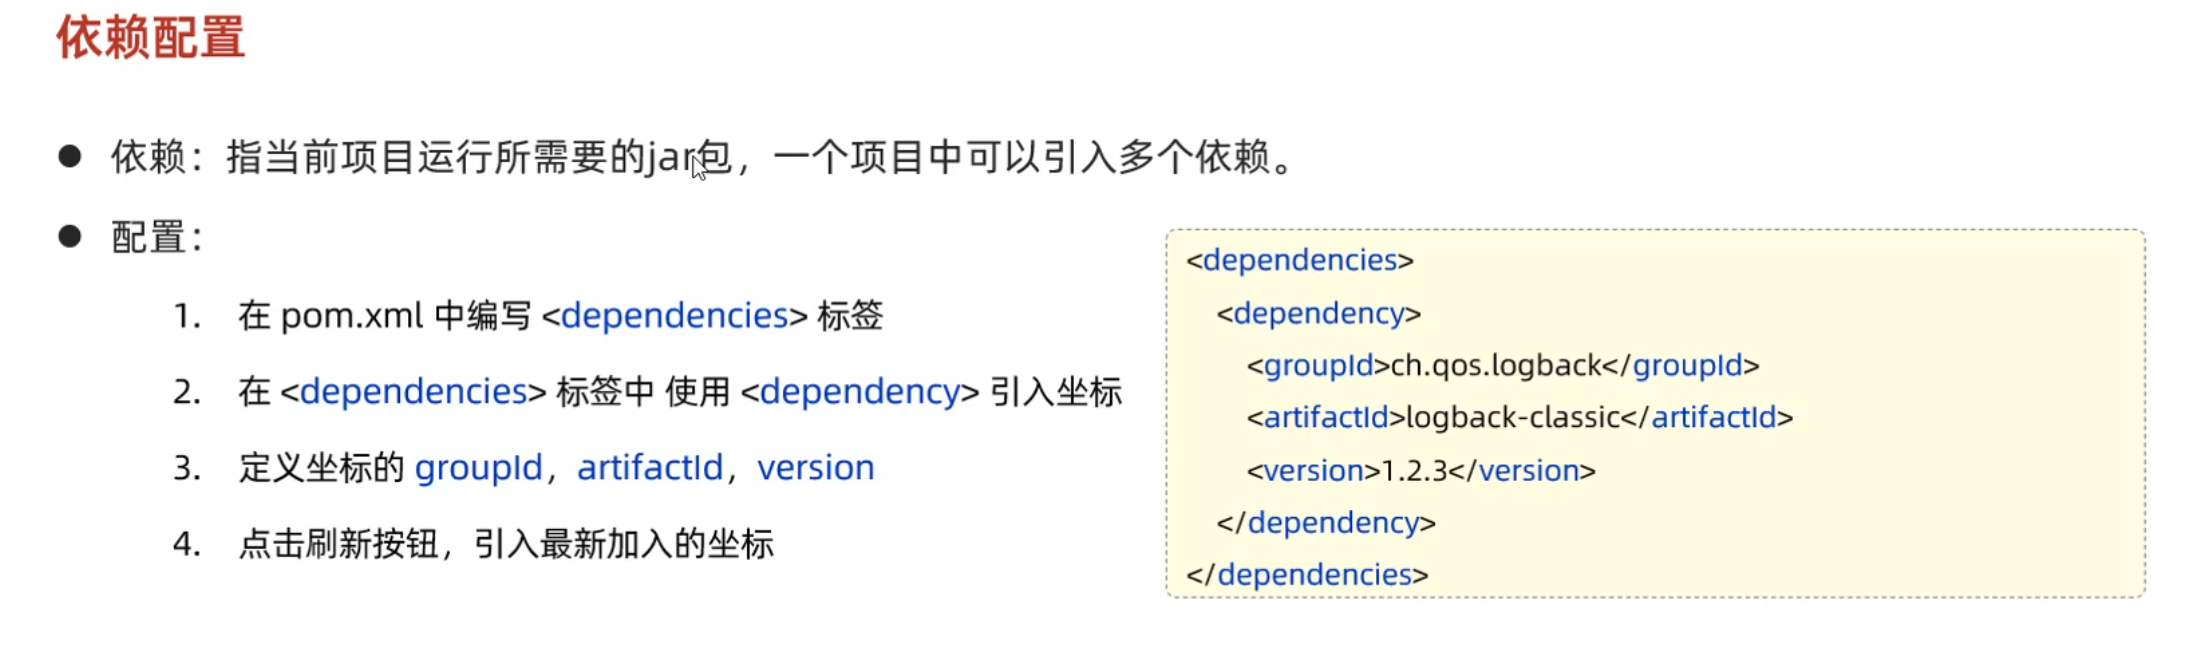 依赖配置
● 依赖：指当前项目运行所需要的jar包，一个项目中可以引入多个依赖。
● 配置：
1. 在 pom.xml 中编写 <dependencies> 标签
2. 在 <dependencies> 标签中 使用 <dependency> 引入坐标
3. 定义坐标的 groupId，artifactId，version
4. 点击刷新按钮，引入最新加入的坐标
<dependencies>
<dependency>
<groupId>ch.qos.logback</groupId>
<artifactId>logback-classic</artifactId>
<version>1.2.3</version>
</dependency>
</dependencies>